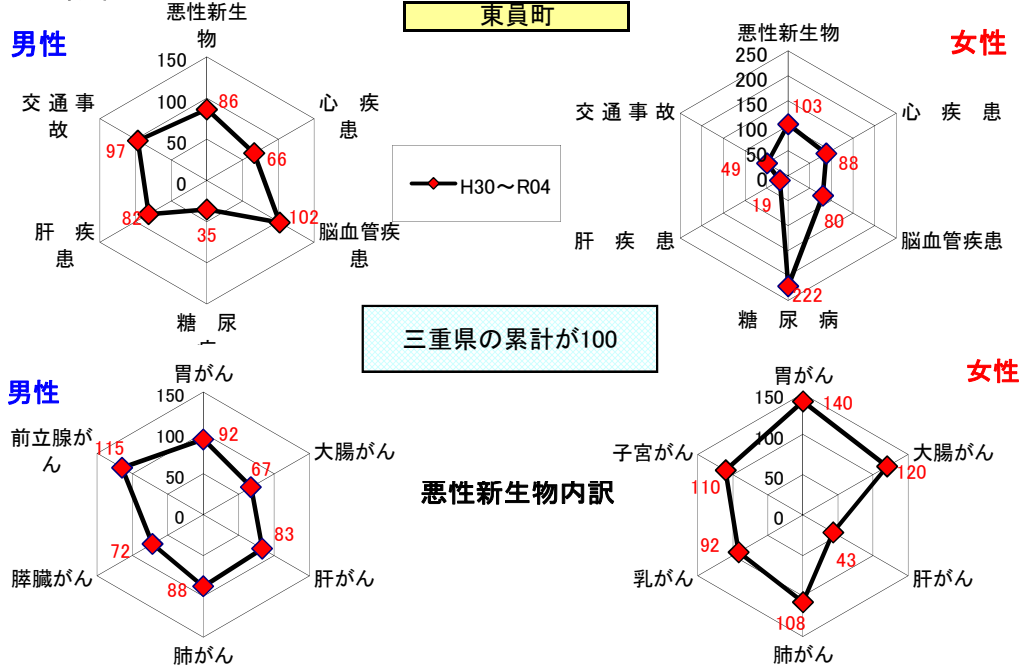 東員町
男性
悪性新生
物
150
100
50
0
86
心　疾
患
66
102
脳血管疾
患
35
糖　尿
82
肝　疾
患
97
交 通 事
故
H30～R04
女性
悪性新生物
250
200
150
100
50
0
103
心　疾　患
88
80
脳血管疾患
222
糖　尿　病
19
肝　疾　患
49
交 通 事 故
三重県の累計が100
男性
胃がん
150
100
50
0
92
大腸がん
67
83
肝がん
88
肺がん
72
膵臓がん
115
前立腺が
ん
悪性新生物内訳
女性
胃がん
150
100
50
0
140
大腸がん
120
43
肝がん
108
肺がん
92
乳がん
110
子宮がん